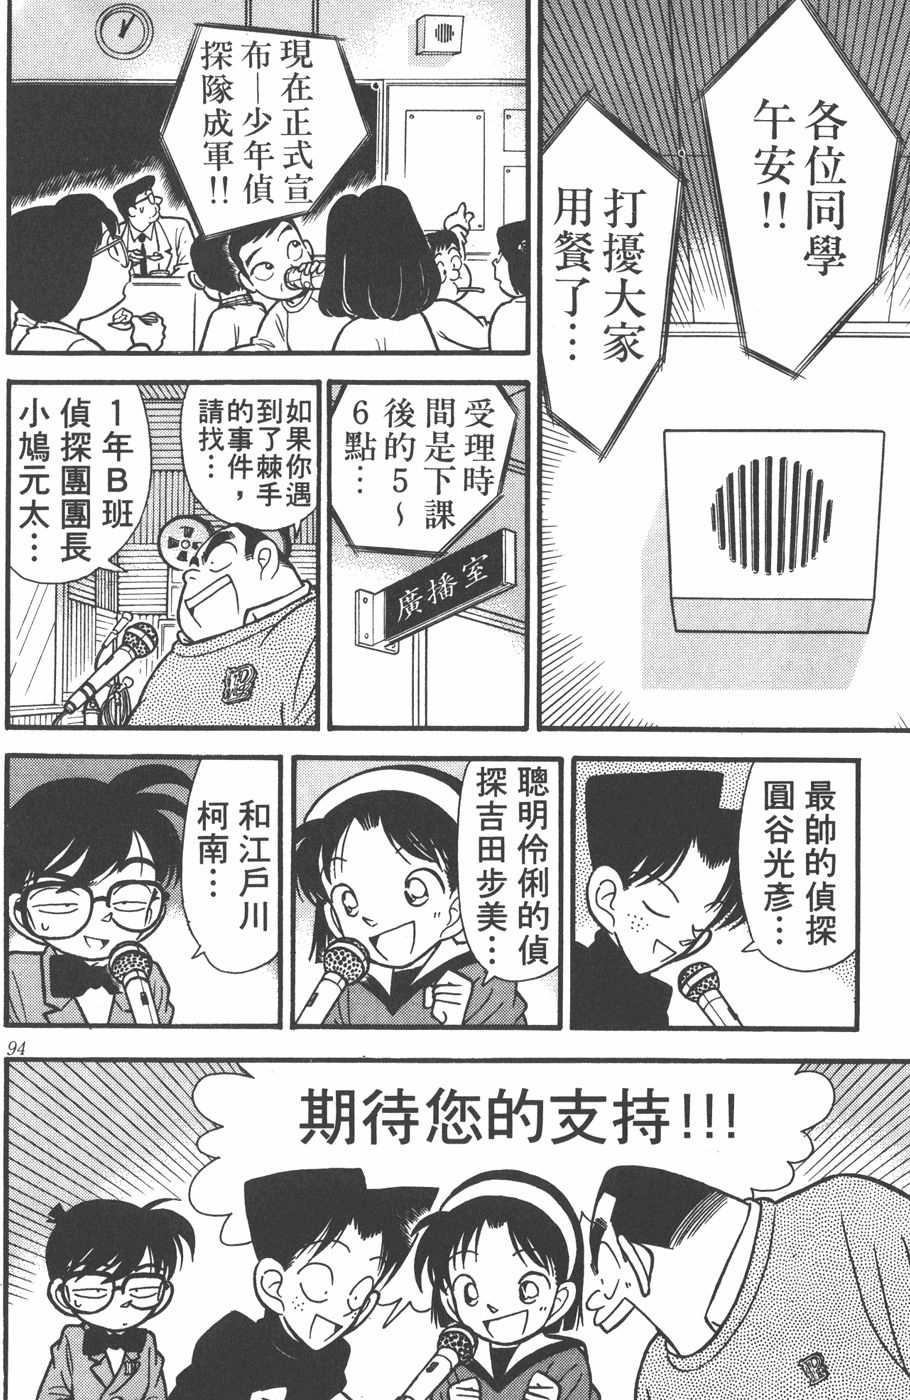 各位同學
午安!!
打擾大家
用餐了…
現在正式宣
布—少年偵
探隊成軍!!
受理時
間是下課
後的5~
6點…
廣播室
如果你遇
到了棘手
的事件，
請找…
1年B班
偵探團團長
小鳩元太…
最帥的偵探
圓谷光彥…
聰明伶俐的偵
探吉田步美…
和江戶川
柯南…
94
期待您的支持!!!